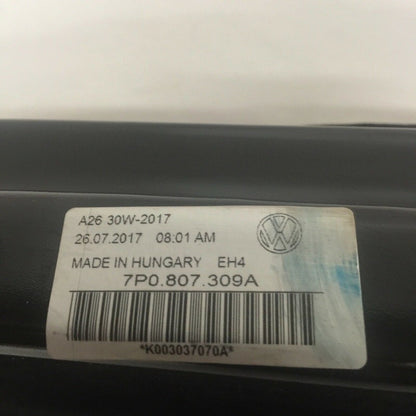 A26 30W-2017
26.07.2017 08:01 AM
MADE IN HUNGARY EH4
7P0.807.309A
*K003037070A*